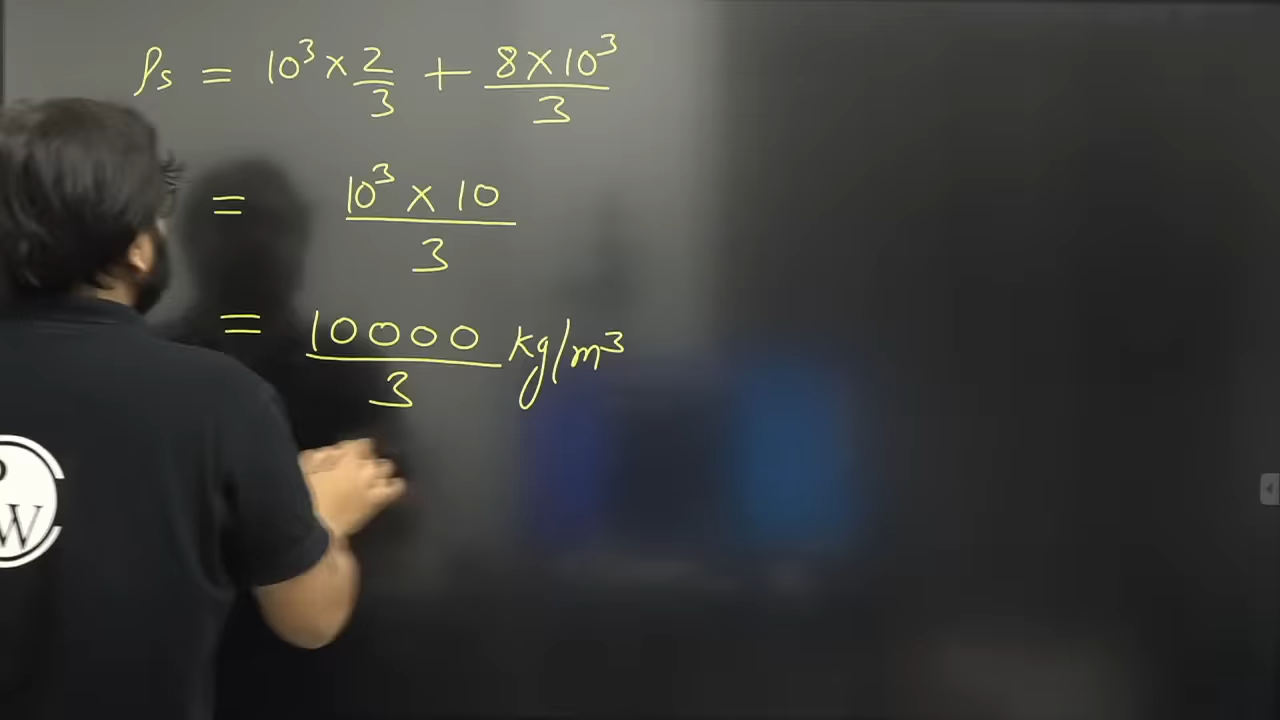 ρs = 10³ × 2/3 + 8×10³/3
= 10³ × 10/3
= 10000/3 kg/m³
P
W